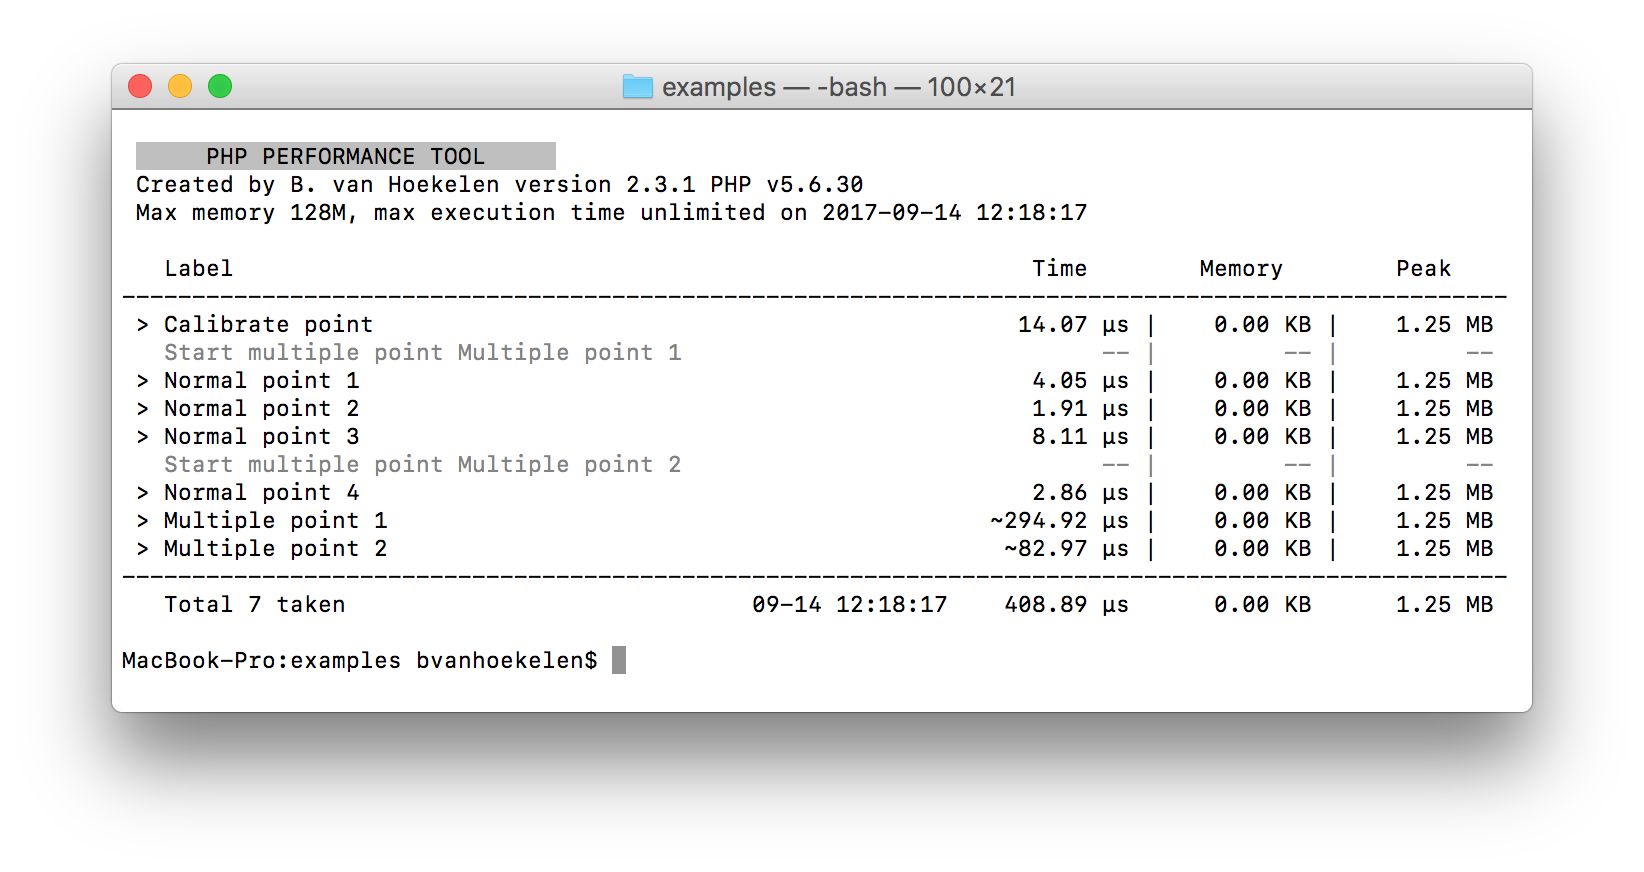 examples — -bash — 100×21
PHP PERFORMANCE TOOL
Created by B. van Hoekelen version 2.3.1 PHP v5.6.30
Max memory 128M, max execution time unlimited on 2017-09-14 12:18:17
Label Time Memory Peak
> Calibrate point 14.07 µs | 0.00 KB | 1.25 MB
Start multiple point Multiple point 1 -- | -- | --
> Normal point 1 4.05 µs | 0.00 KB | 1.25 MB
> Normal point 2 1.91 µs | 0.00 KB | 1.25 MB
> Normal point 3 8.11 µs | 0.00 KB | 1.25 MB
Start multiple point Multiple point 2 -- | -- | --
> Normal point 4 2.86 µs | 0.00 KB | 1.25 MB
> Multiple point 1 ~294.92 µs | 0.00 KB | 1.25 MB
> Multiple point 2 ~82.97 µs | 0.00 KB | 1.25 MB
Total 7 taken 09-14 12:18:17 408.89 µs 0.00 KB 1.25 MB
MacBook-Pro:examples bvanhoekelen$